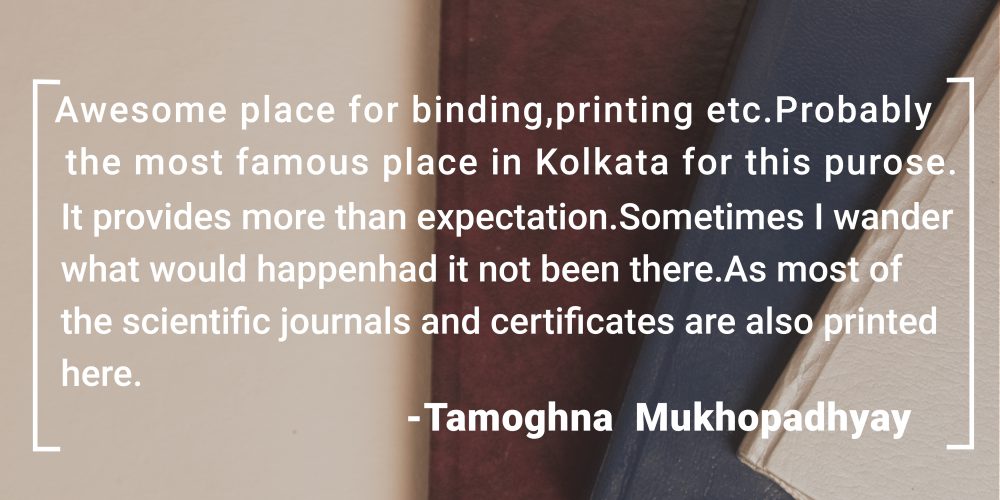 Awesome place for binding,printing etc.Probably
the most famous place in Kolkata for this purose.
It provides more than expectation.Sometimes I wander
what would happenhad it not been there.As most of
the scientific journals and certificates are also printed
here.
-Tamoghna Mukhopadhyay